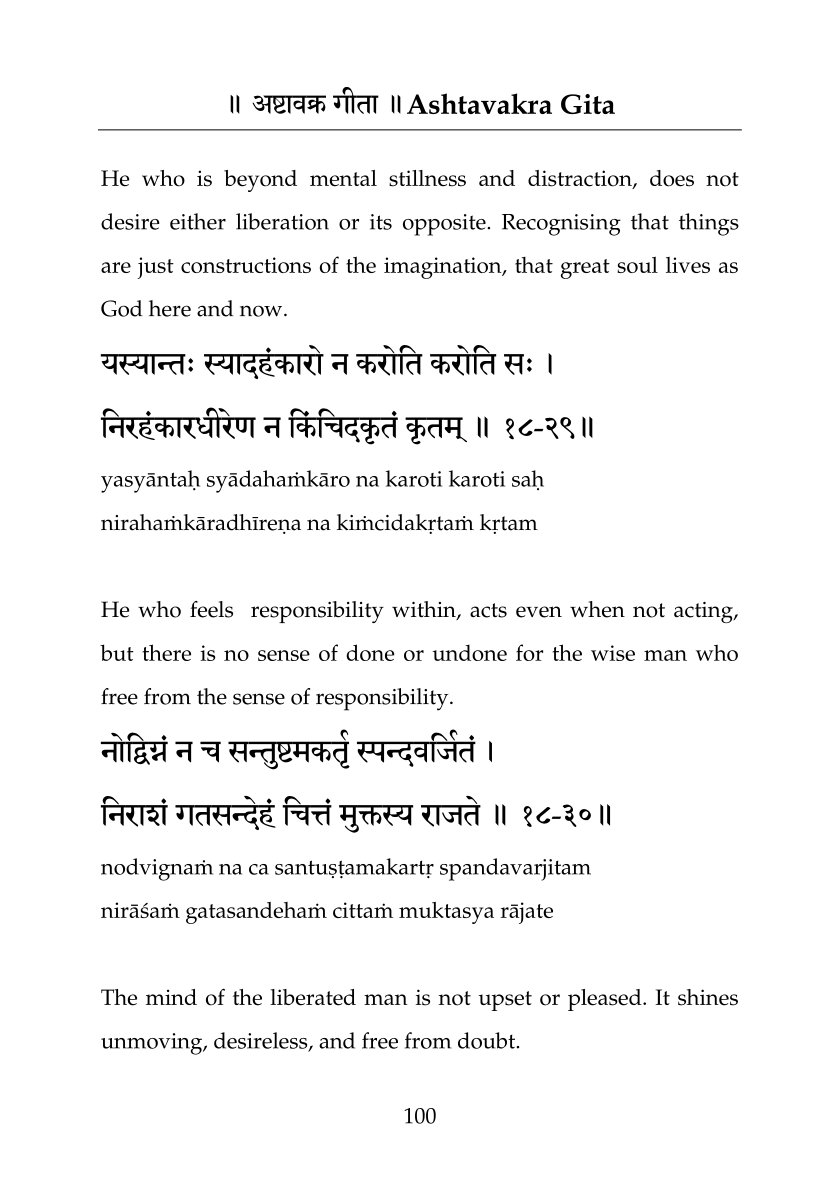 ॥ अष्टावक्र गीता ॥ Ashtavakra Gita
He who is beyond mental stillness and distraction, does not
desire either liberation or its opposite. Recognising that things
are just constructions of the imagination, that great soul lives as
God here and now.
यस्यान्तः स्यादहंकारो न करोति करोति सः ।
निरहंकारधीरेण न किंचिदकृतं कृतम् ॥ १८-२९॥
yasyāntaḥ syādahaṁkāro na karoti karoti saḥ
nirahaṁkāradhīreṇa na kiṁcidakṛtaṁ kṛtam
He who feels responsibility within, acts even when not acting,
but there is no sense of done or undone for the wise man who
free from the sense of responsibility.
नोद्विग्नं न च सन्तुष्टमकर्तृ स्पन्दवर्जितं ।
निराशं गतसन्देहं चित्तं मुक्तस्य राजते ॥ १८-३०॥
nodvignaṁ na ca santuṣṭamakartṛ spandavarjitam
nirāśaṁ gatasandehaṁ cittaṁ muktasya rājate
The mind of the liberated man is not upset or pleased. It shines
unmoving, desireless, and free from doubt.
100